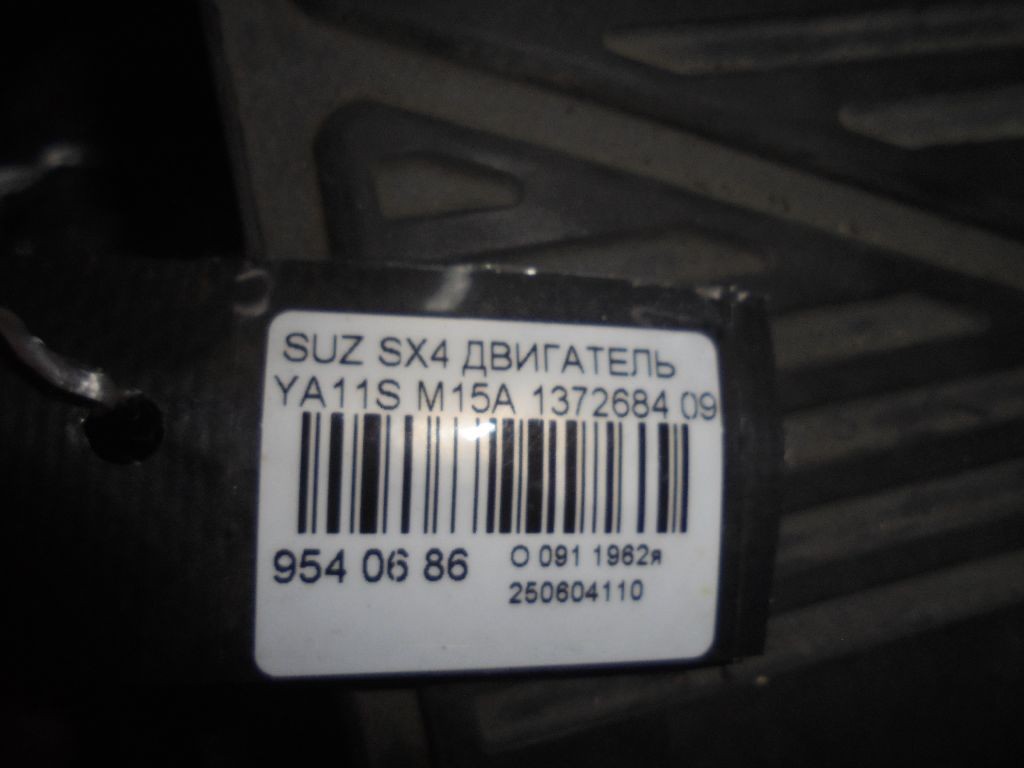 SUZ SX4 ДВИГАТЕЛЬ
YA11S M15A 1372684 09
954 06 86
О 091 1962я
250604110